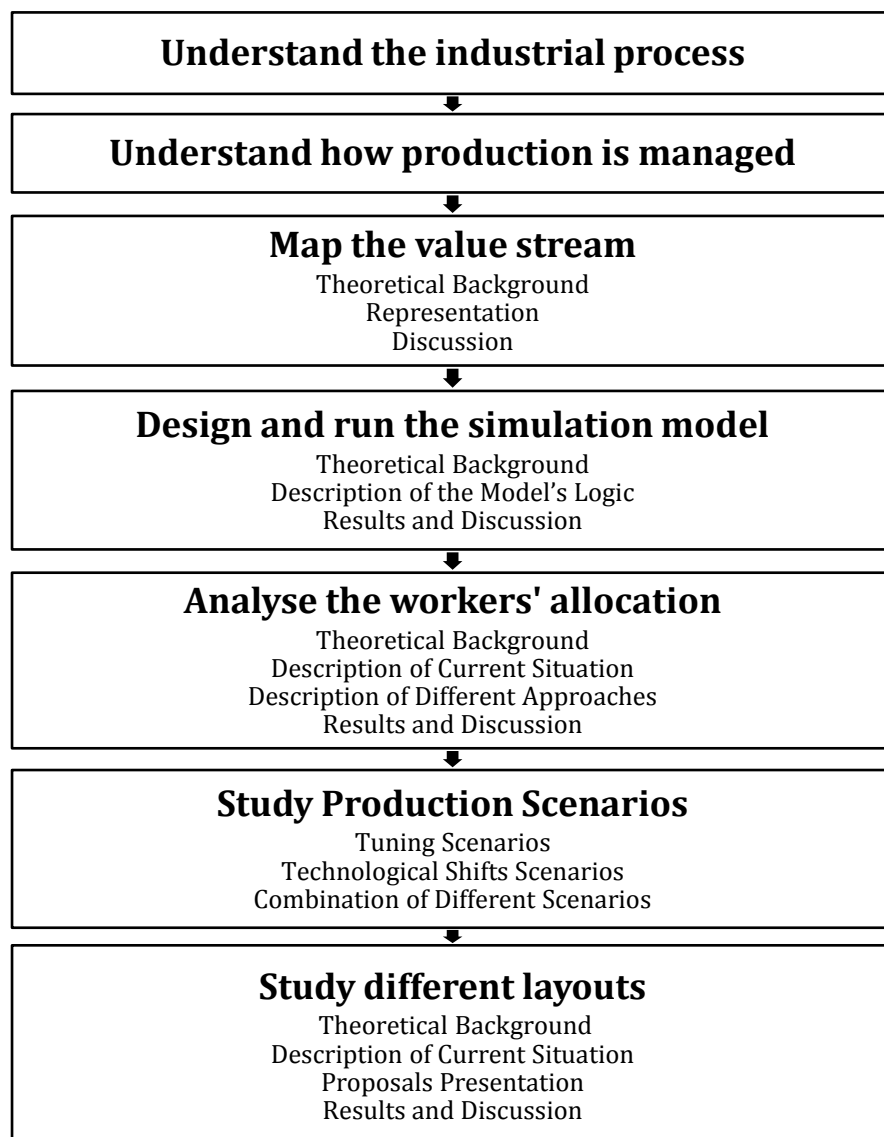 Understand the industrial process
Understand how production is managed
Map the value stream
Theoretical Background
Representation
Discussion
Design and run the simulation model
Theoretical Background
Description of the Model’s Logic
Results and Discussion
Analyse the workers' allocation
Theoretical Background
Description of Current Situation
Description of Different Approaches
Results and Discussion
Study Production Scenarios
Tuning Scenarios
Technological Shifts Scenarios
Combination of Different Scenarios
Study different layouts
Theoretical Background
Description of Current Situation
Proposals Presentation
Results and Discussion